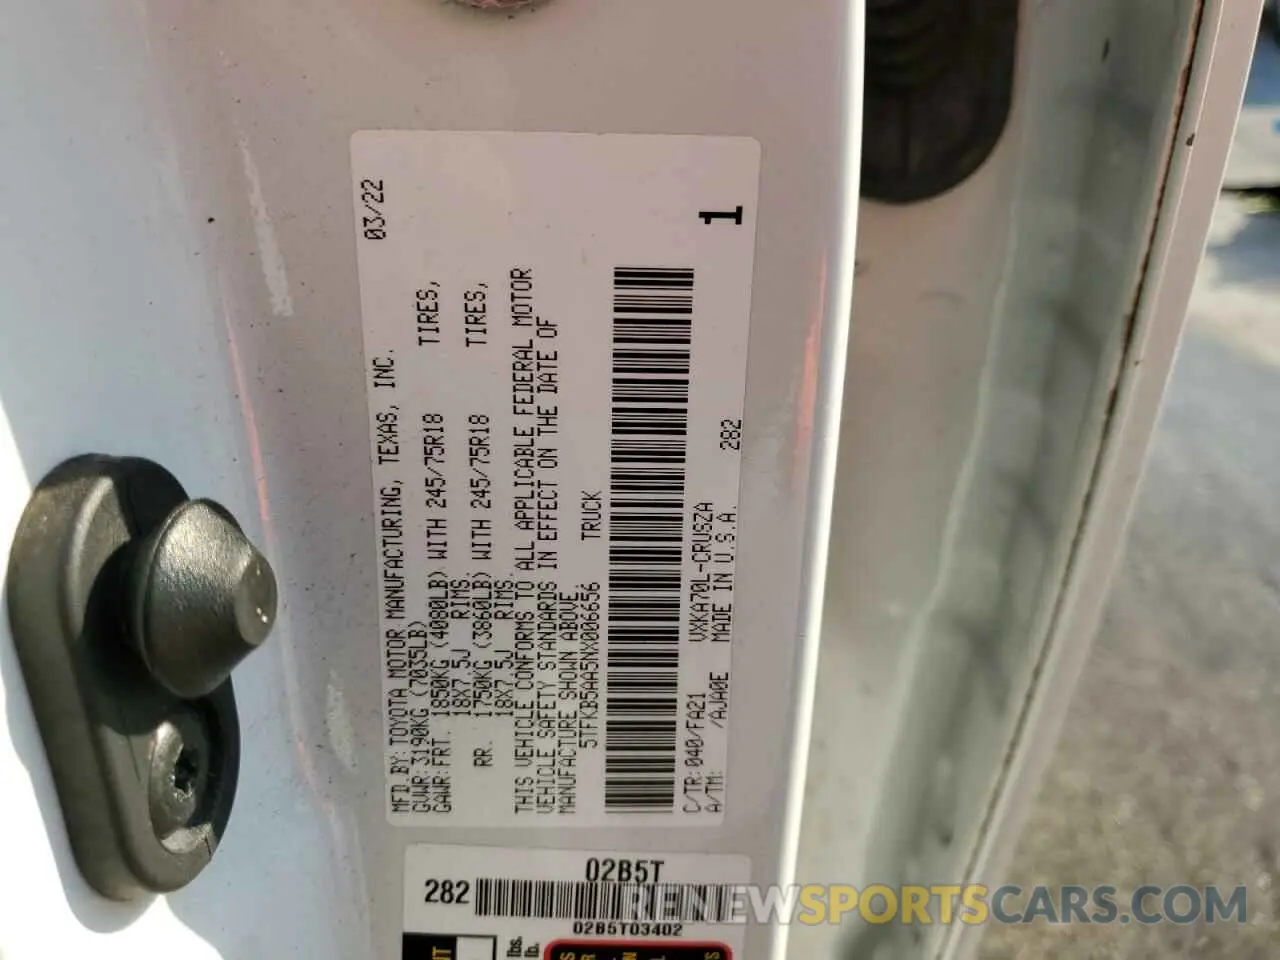 03/22
MFD.BY:TOYOTA MOTOR MANUFACTURING, TEXAS, INC.
GVWR:3190KG (7035LB)
GAWR:FRT. 1850KG (4080LB) WITH 245/75R18 TIRES,
18X7.5J RIMS
RR. 1750KG (3860LB) WITH 245/75R18 TIRES,
18X7.5J RIMS.
THIS VEHICLE CONFORMS TO ALL APPLICABLE FEDERAL MOTOR
VEHICLE SAFETY STANDARDS IN EFFECT ON THE DATE OF
MANUFACTURE SHOWN ABOVE
5TFKB5AA5NX006656 TRUCK
C/TR:040/FA21 VXKA70L-CRUSZA
A/TM: /AJA0E MADE IN U.S.A. 282
1
02B5T
282
02B5T03402
lbs.
lb.
RENEWSPORTSCARS.COM